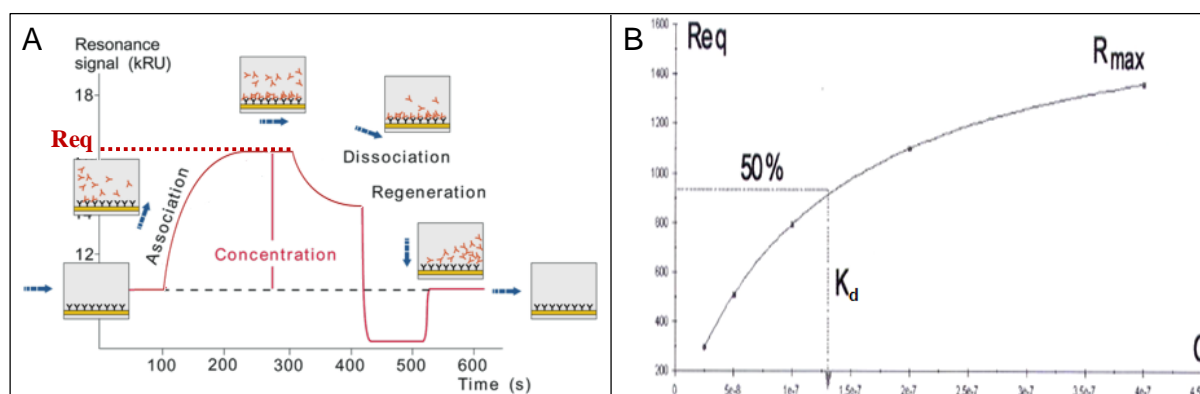 A
Resonance
signal (kRU)
18
Req
14
12
Association
Concentration
Dissociation
Regeneration
100
200
300
400
500
600
Time (s)
B
Req
Rmax
50%
Kd
1600
1400
1200
1000
800
600
400
200
0
5e-8
1e-7
1.5e-7
2e-7
2.5e-7
3e-7
3.5e-7
4e-7